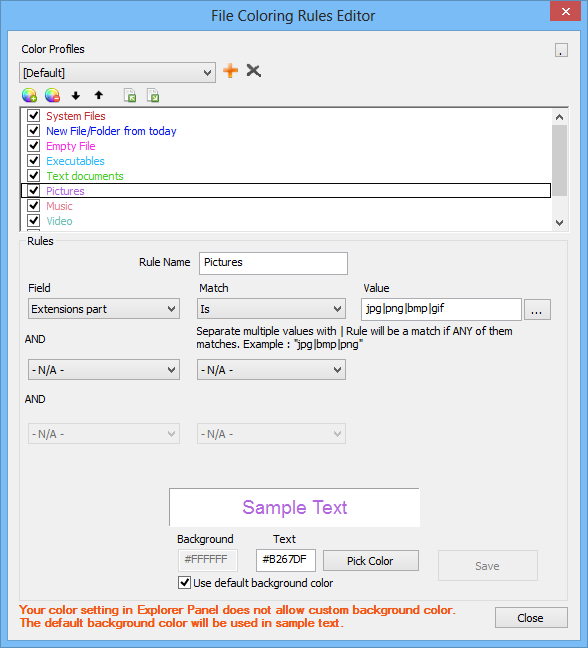 File Coloring Rules Editor
Color Profiles
.
[Default]
System Files
New File/Folder from today
Empty File
Executables
Text documents
Pictures
Music
Video
Rules
Rule Name Pictures
Field Match Value
Extensions part Is jpg|png|bmp|gif ...
Separate multiple values with | Rule will be a match if ANY of them
AND matches. Example : "jpg|bmp|png"
- N/A - - N/A -
AND
- N/A - - N/A -
Sample Text
Background Text
#FFFFFF #B267DF Pick Color Save
Use default background color
Your color setting in Explorer Panel does not allow custom background color.
The default background color will be used in sample text.
Close